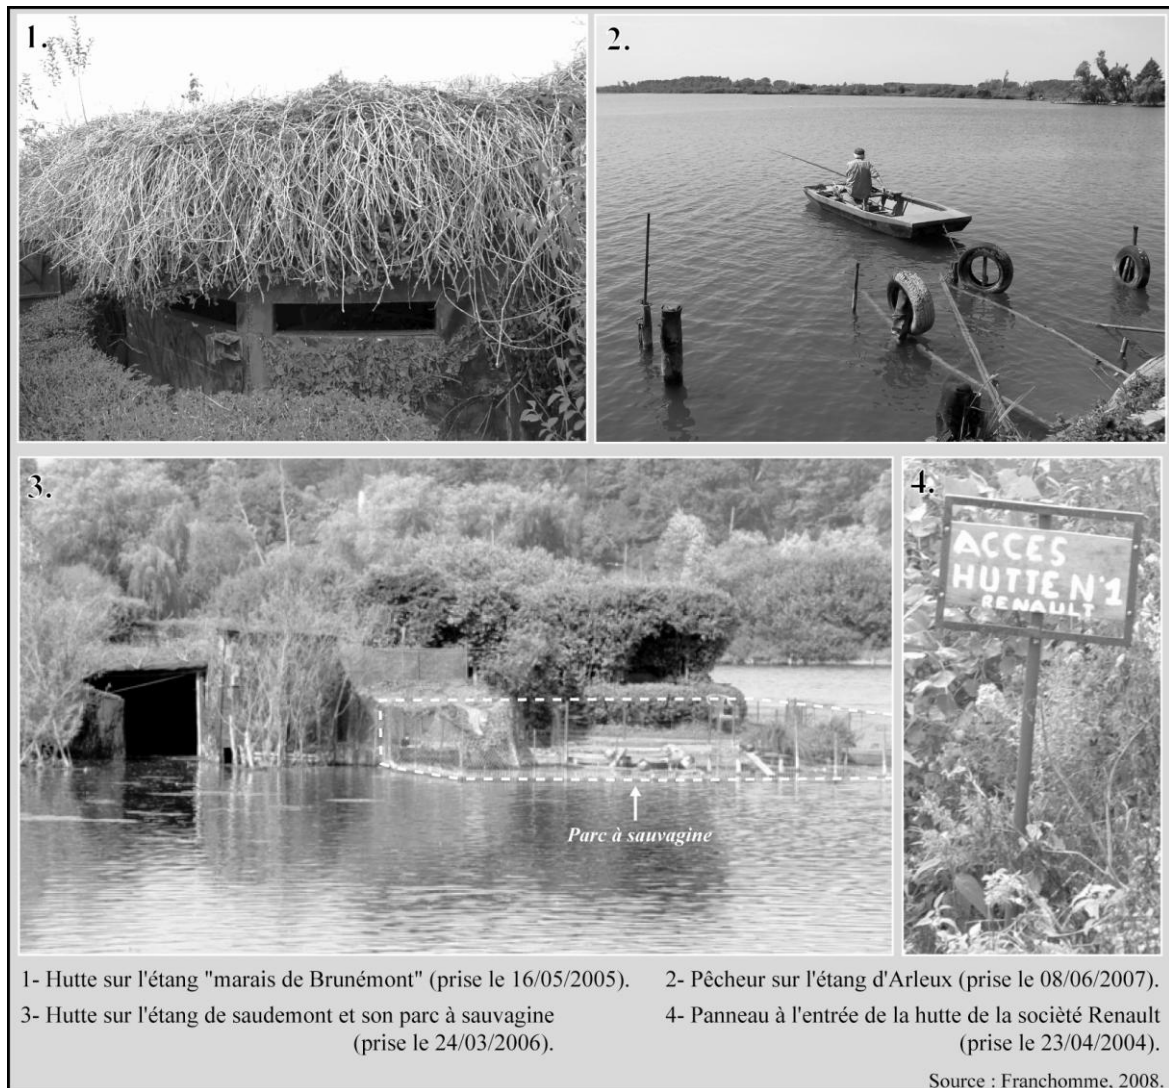 1.
2.
3.
Parc à sauvagine
4.
ACCES
HUTTE N°1
RENAULT
1- Hutte sur l'étang "marais de Brunémont" (prise le 16/05/2005).
2- Pêcheur sur l'étang d'Arleux (prise le 08/06/2007).
3- Hutte sur l'étang de saudemont et son parc à sauvagine
(prise le 24/03/2006).
4- Panneau à l'entrée de la hutte de la socièté Renault
(prise le 23/04/2004).
Source : Franchomme, 2008